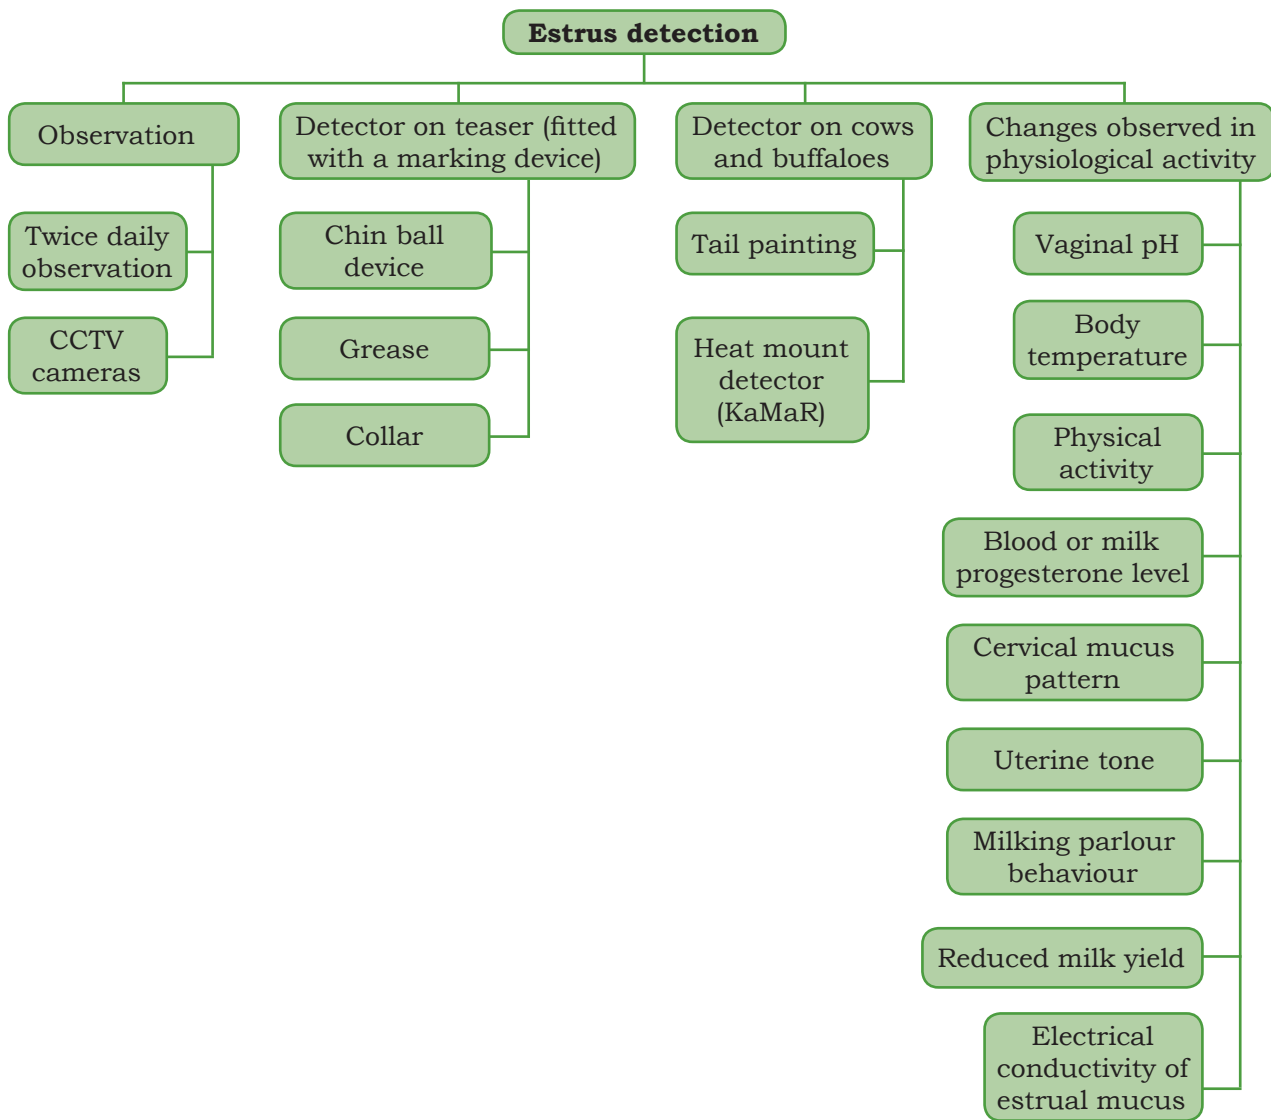 Estrus detection
Observation
Twice daily
observation
CCTV
cameras
Detector on teaser (fitted
with a marking device)
Chin ball
device
Grease
Collar
Detector on cows
and buffaloes
Tail painting
Heat mount
detector
(KaMaR)
Changes observed in
physiological activity
Vaginal pH
Body
temperature
Physical
activity
Blood or milk
progesterone level
Cervical mucus
pattern
Uterine tone
Milking parlour
behaviour
Reduced milk yield
Electrical
conductivity of
estrual mucus